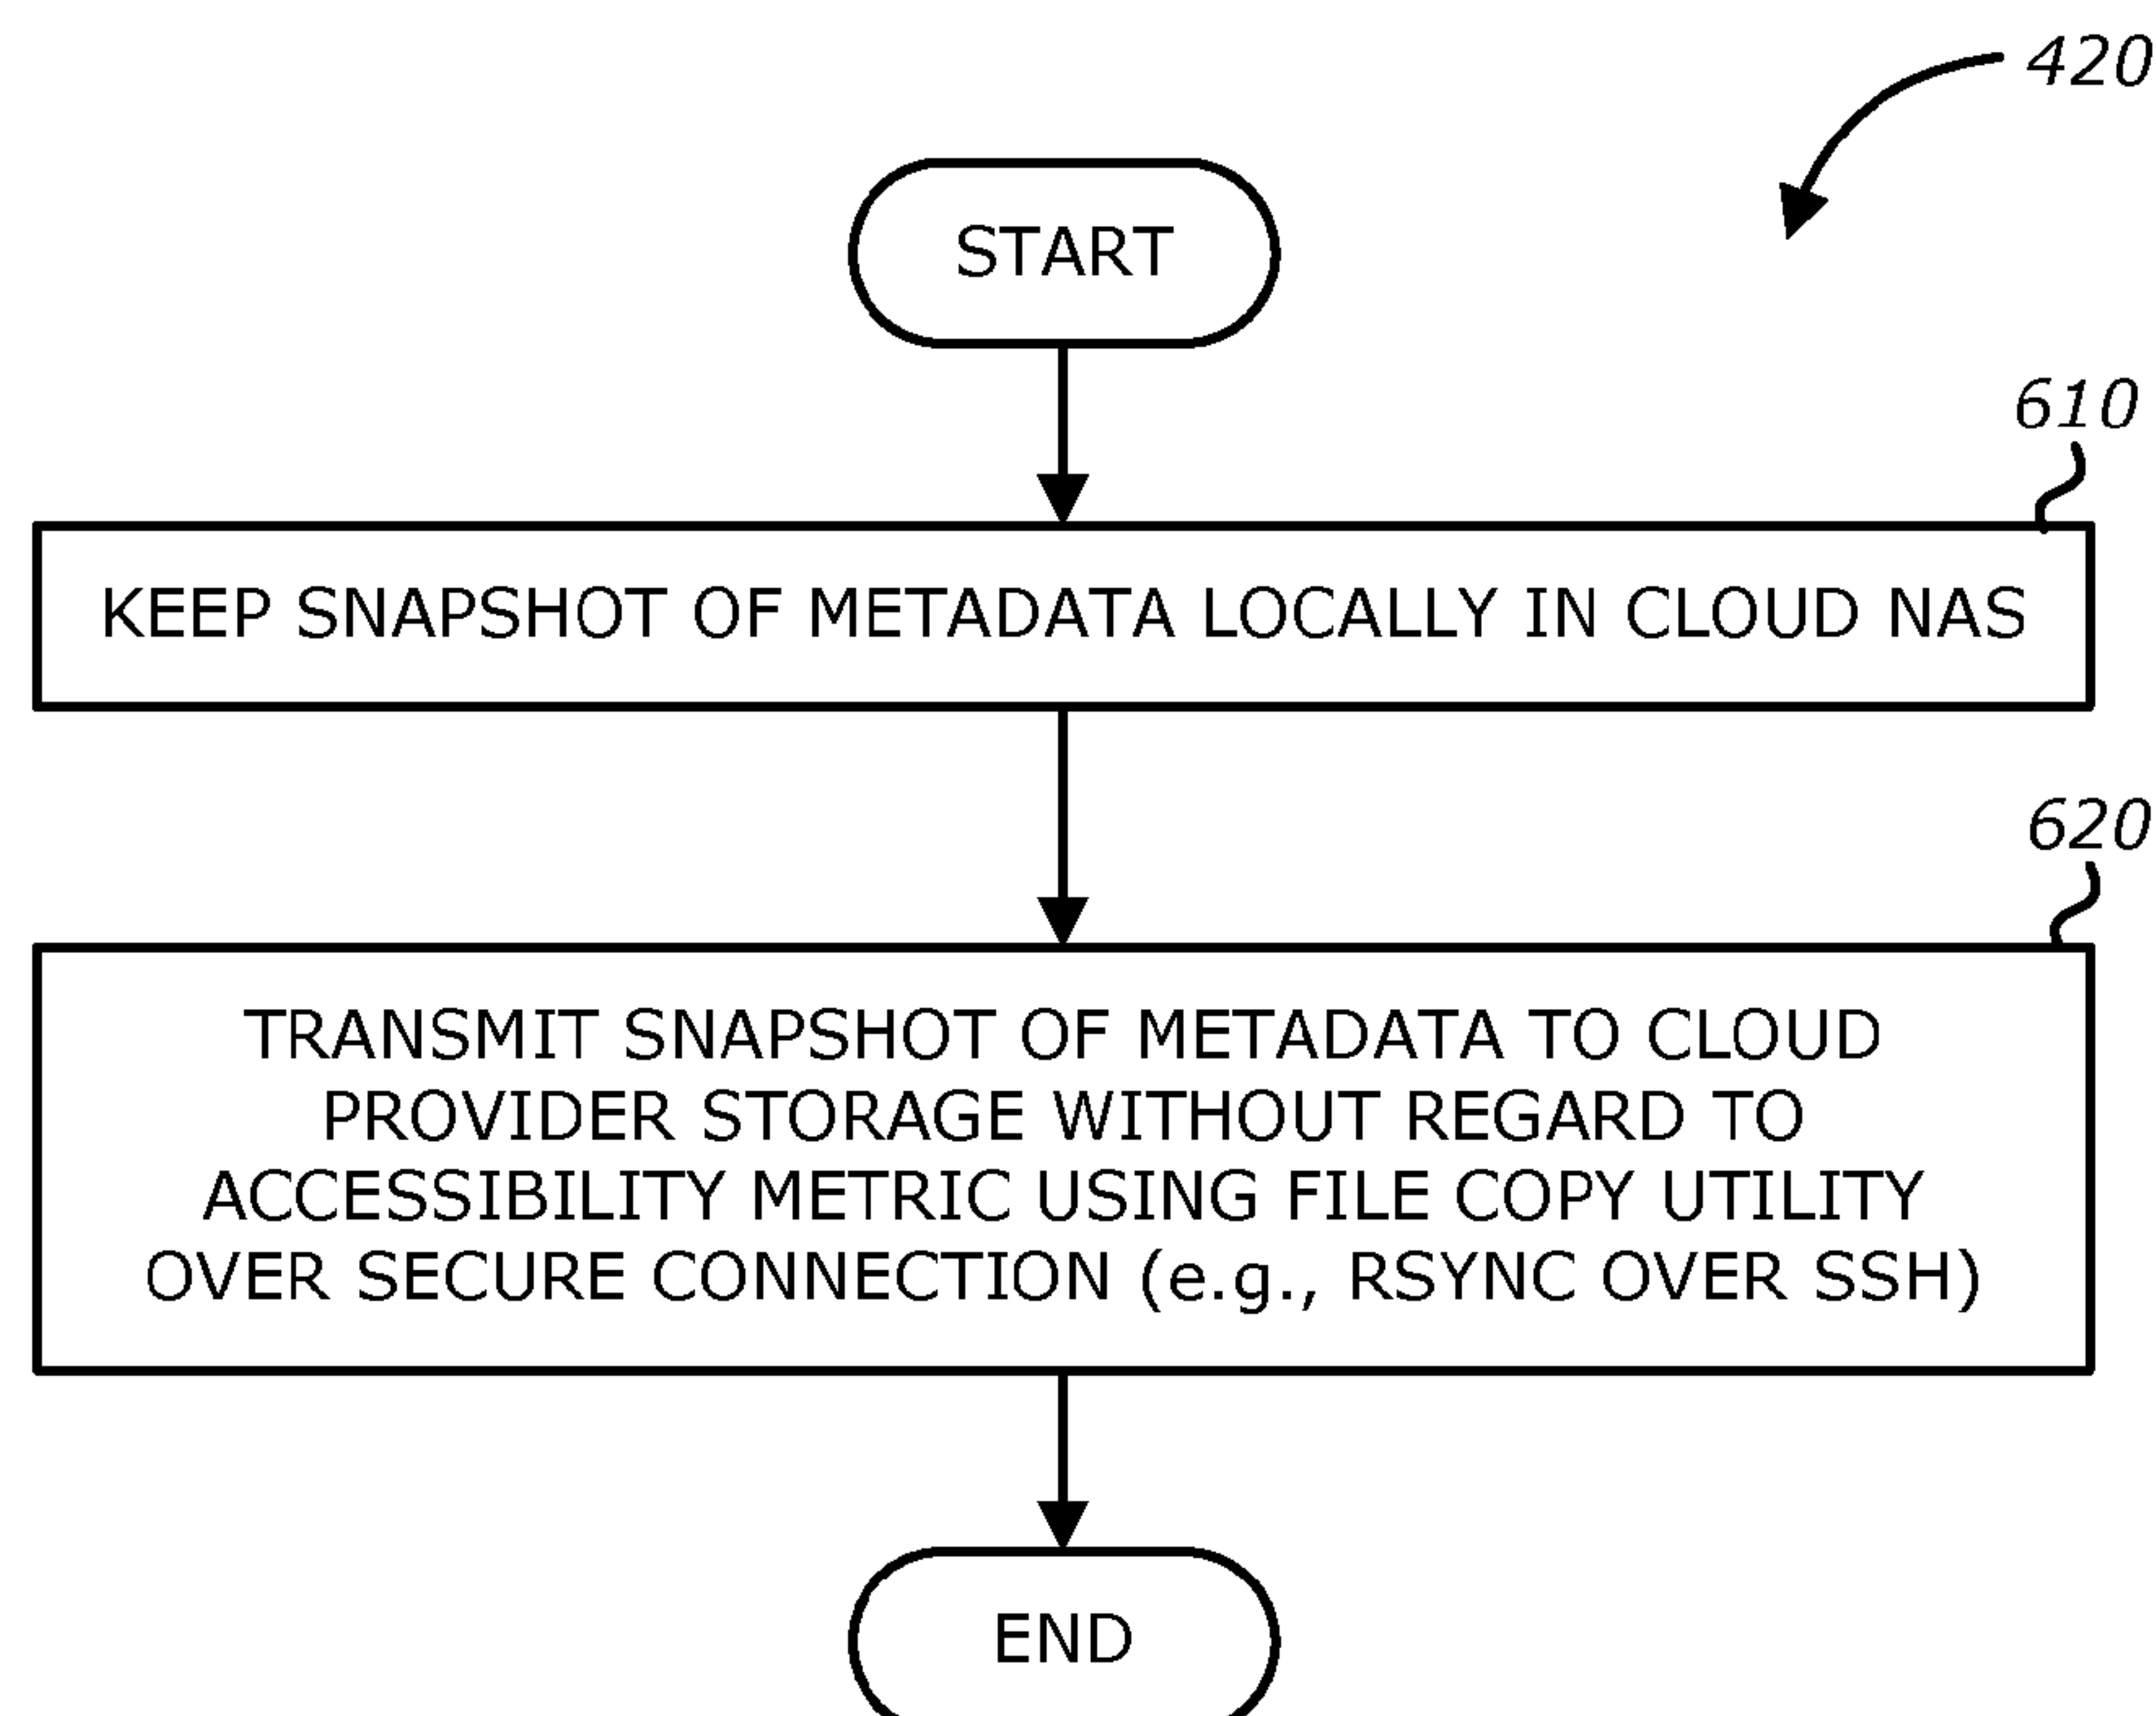 420
START
610
KEEP SNAPSHOT OF METADATA LOCALLY IN CLOUD NAS
620
TRANSMIT SNAPSHOT OF METADATA TO CLOUD
PROVIDER STORAGE WITHOUT REGARD TO
ACCESSIBILITY METRIC USING FILE COPY UTILITY
OVER SECURE CONNECTION (e.g., RSYNC OVER SSH)
END